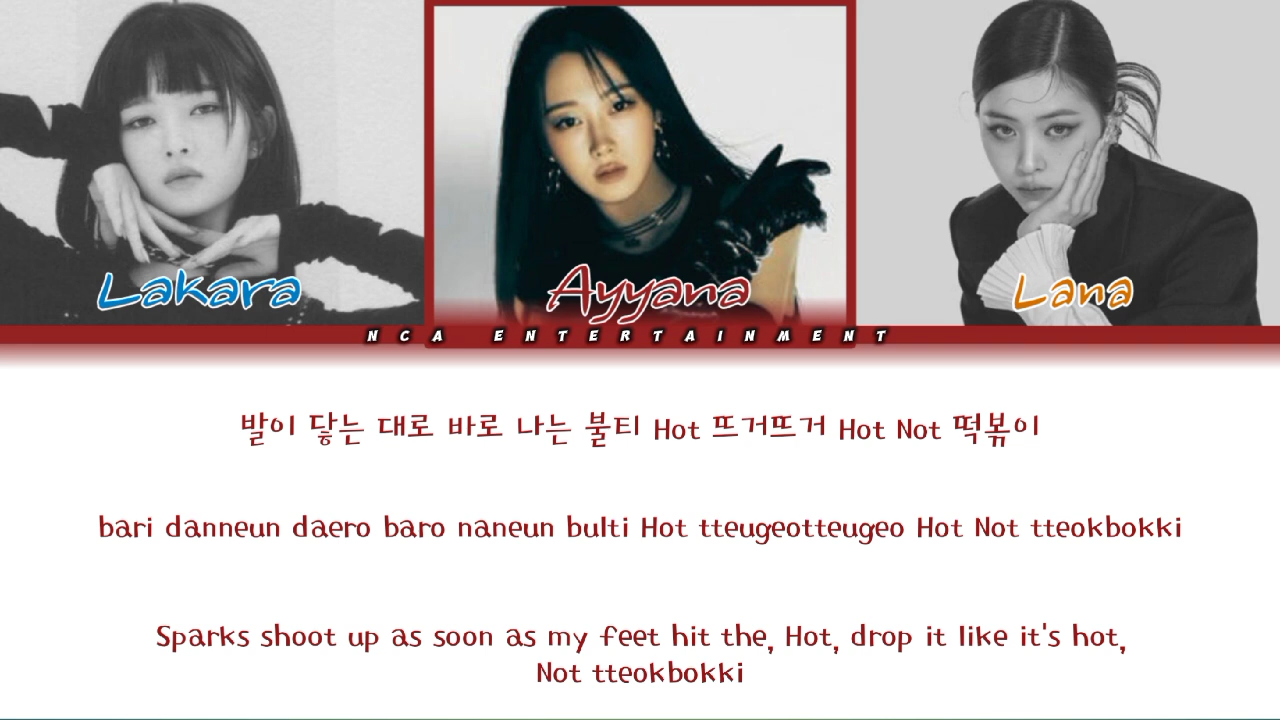 Lakara
Ayyana
Lana
NCA ENTERTAINMENT
발이 닿는 대로 바로 나는 불티 Hot 뜨거뜨거 Hot Not 떡볶이
bari danneun daero baro naneun bulti Hot tteugeotteugeo Hot Not tteokbokki
Sparks shoot up as soon as my feet hit the, Hot, drop it like it's hot,
Not tteokbokki